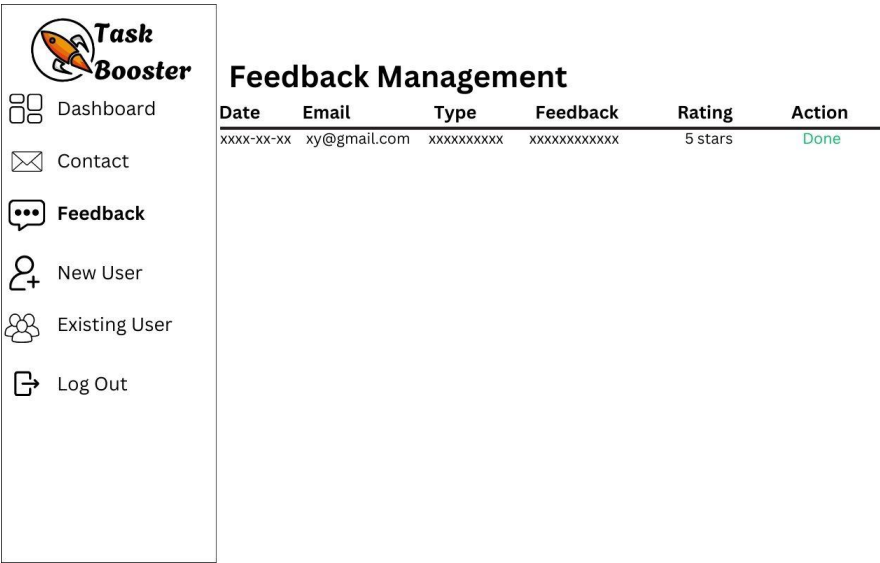 Task
Booster
Dashboard
Contact
Feedback
New User
Existing User
Log Out
Feedback Management
Date Email Type Feedback Rating Action
xxxx-xx-xx xy@gmail.com xxxxxxxxxx xxxxxxxxxxxx 5 stars Done